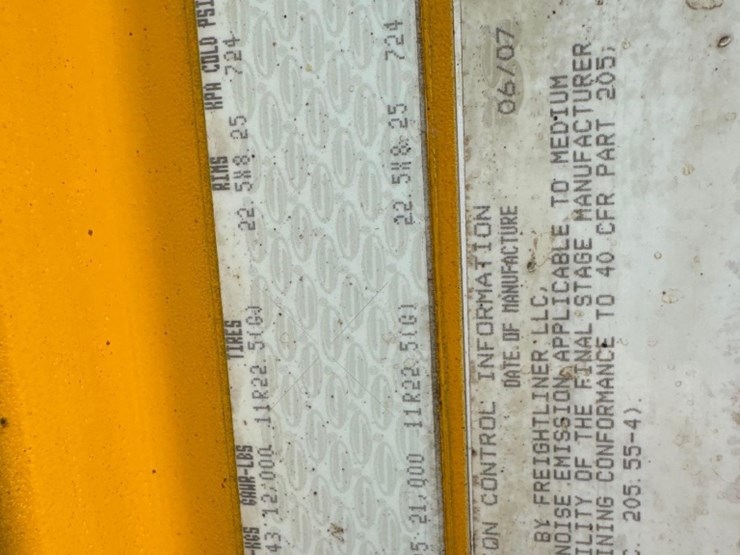 -KGS GAWR-LBS TIRES RIMS KPA COLD PSI
43 12,000 11R22.5(G) 22.5X8.25 724
5 21,000 11R22.5(G) 22.5X8.25 724
ON CONTROL INFORMATION
DATE OF MANUFACTURE 06/07
BY FREIGHTLINER LLC,
NOISE EMISSION APPLICABLE TO MEDIUM
ILITY OF THE FINAL STAGE MANUFACTURER
INING CONFORMANCE TO 40 CFR PART 205,
. 205.55-4).